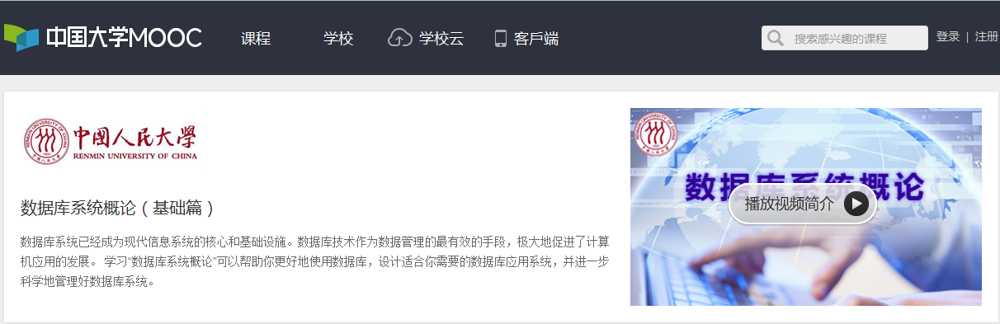 中国大学MOOC
课程
学校
学校云
客户端
搜索感兴趣的课程
登录 | 注册
中國人民大學
RENMIN UNIVERSITY OF CHINA
数据库系统概论（基础篇）
数据库系统已经成为现代信息系统的核心和基础设施。数据库技术作为数据管理的最有效的手段，极大地促进了计算
机应用的发展。 学习“数据库系统概论”可以帮助你更好地使用数据库，设计适合你需要的数据库应用系统，并进一步
科学地管理好数据库系统。
数据库系统概论
播放视频简介